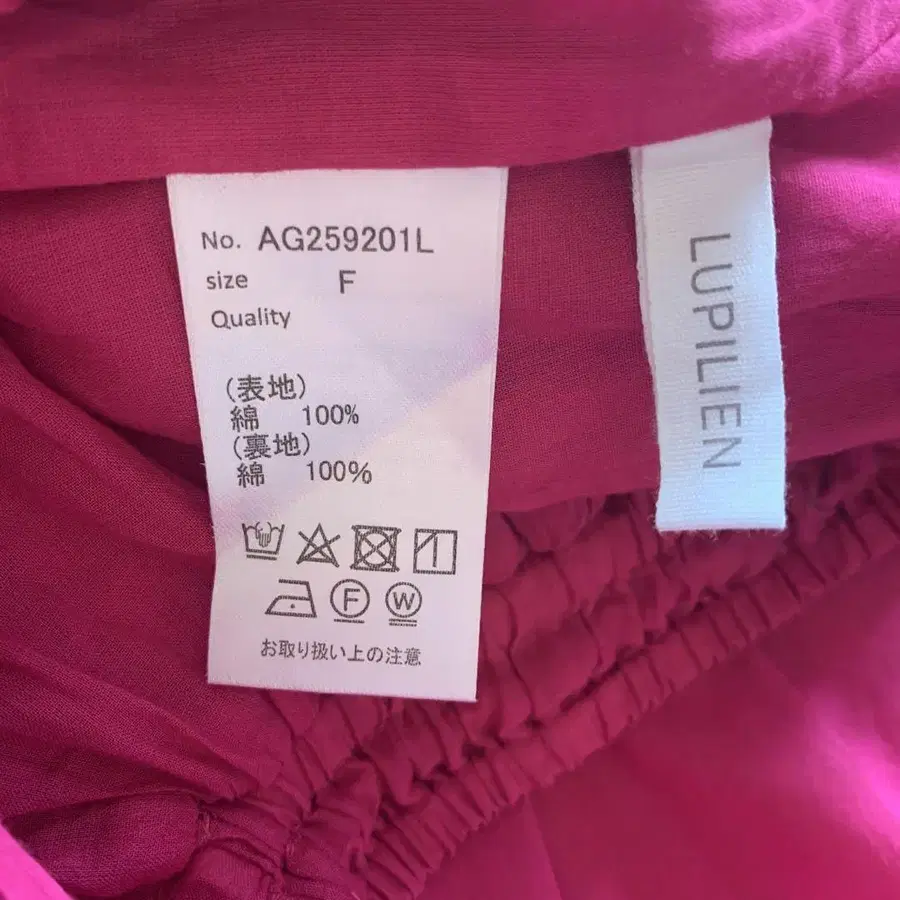 No. AG259201L
size F
Quality
(表地)
綿 100%
(裏地)
綿 100%
F W
お取り扱い上の注意
LUPILIEN